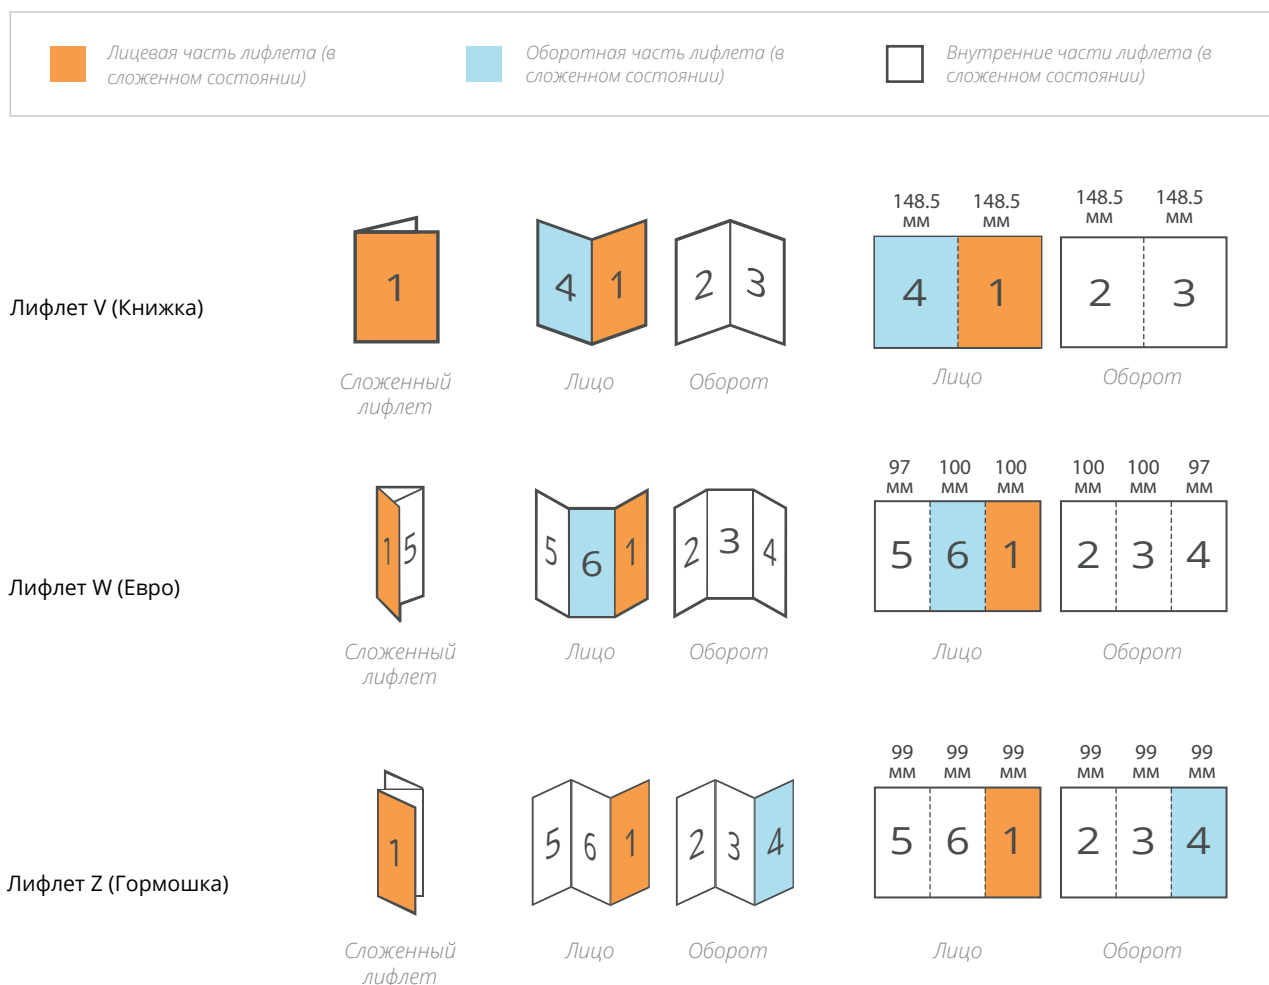 Лицевая часть лифлета (в
сложенном состоянии)
Оборотная часть лифлета (в
сложенном состоянии)
Внутренние части лифлета (в
сложенном состоянии)
Лифлет V (Книжка)
1
Сложенный
лифлет
4 1
Лицо
2 3
Оборот
148.5 148.5
мм мм
4 1
Лицо
148.5 148.5
мм мм
2 3
Оборот
Лифлет W (Евро)
1 5
Сложенный
лифлет
5 6 1
Лицо
2 3 4
Оборот
97 100 100
мм мм мм
5 6 1
Лицо
100 100 97
мм мм мм
2 3 4
Оборот
Лифлет Z (Гормошка)
1
Сложенный
лифлет
5 6 1
Лицо
2 3 4
Оборот
99 99 99
мм мм мм
5 6 1
Лицо
99 99 99
мм мм мм
2 3 4
Оборот